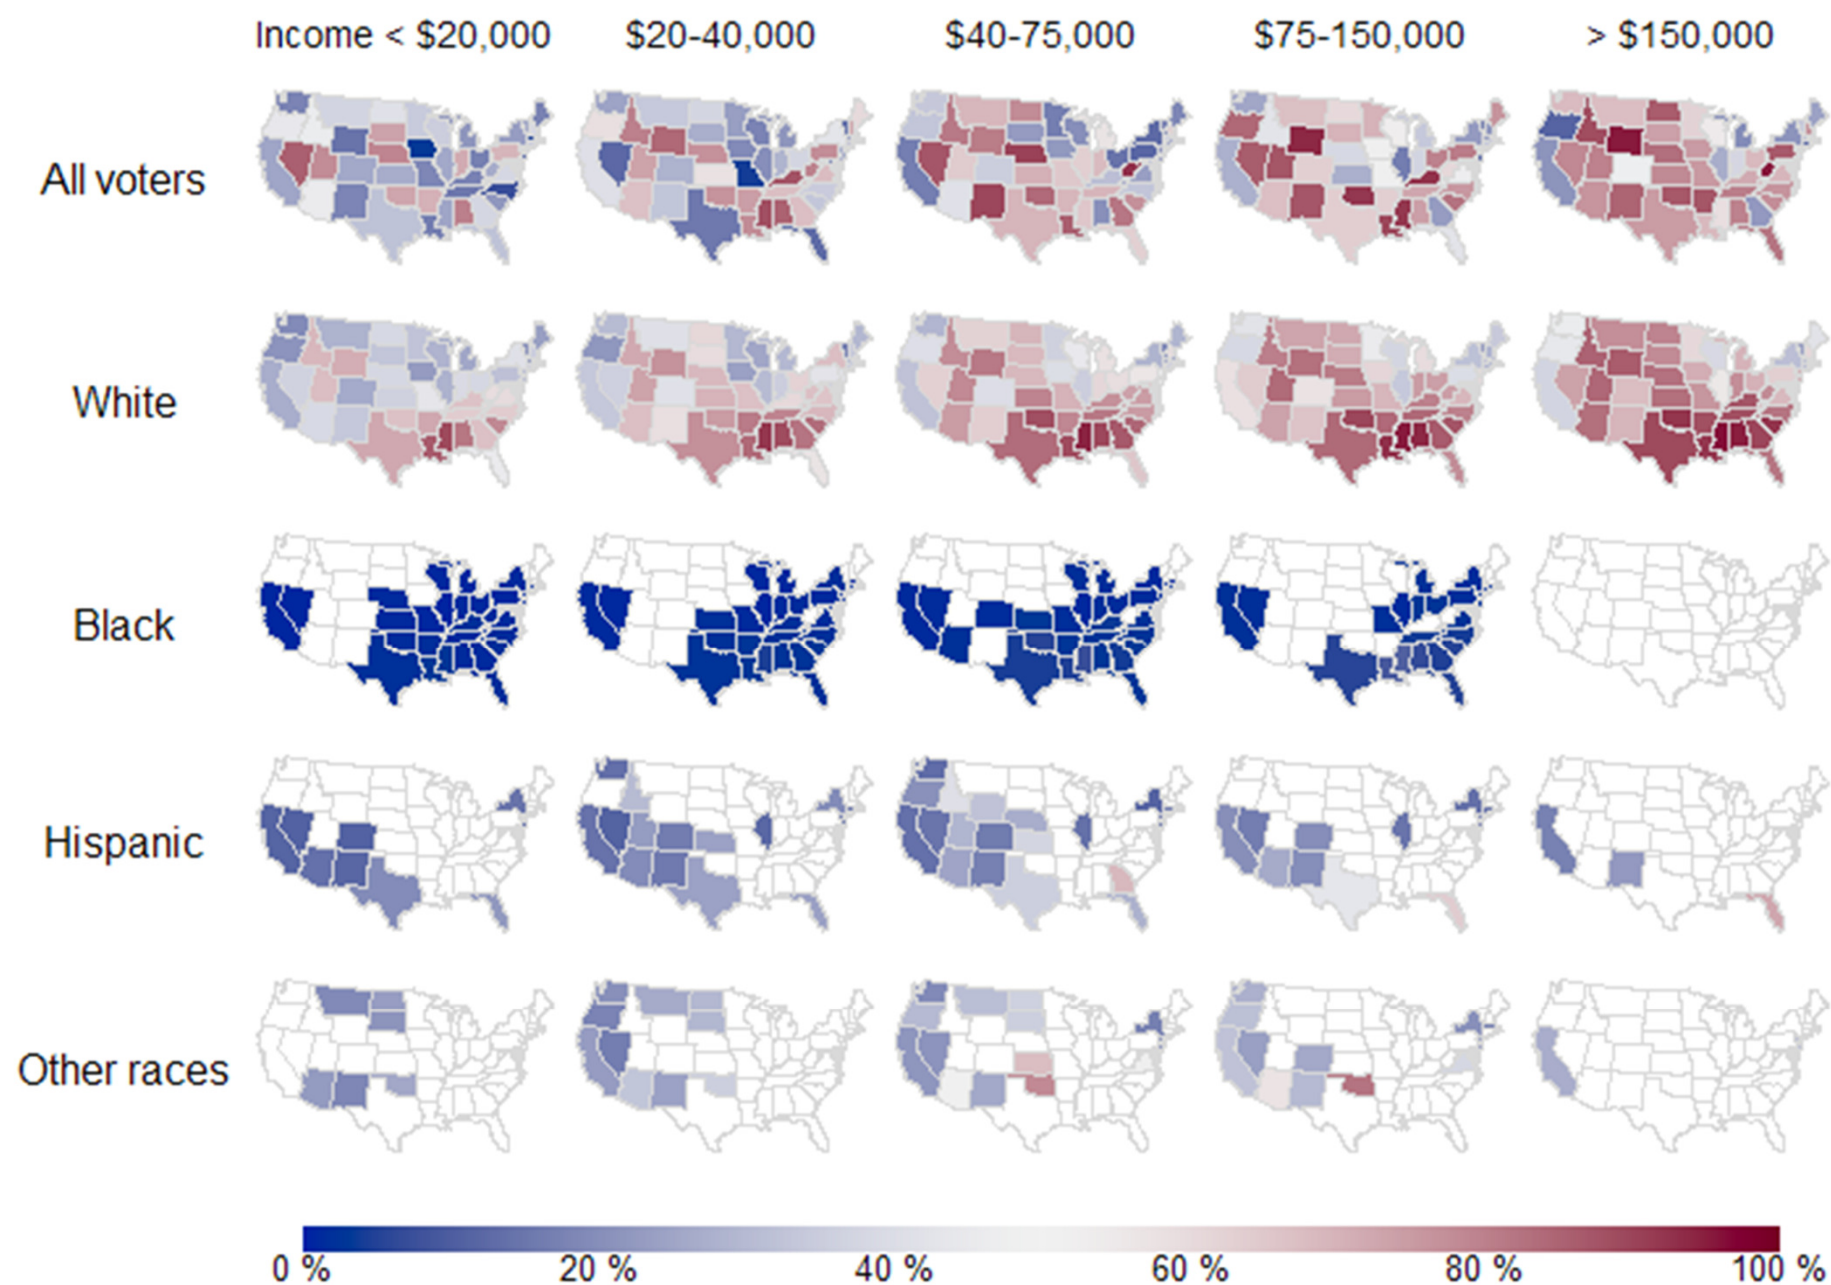 Income < $20,000 $20-40,000 $40-75,000 $75-150,000 > $150,000
All voters
White
Black
Hispanic
Other races
0 % 20 % 40 % 60 % 80 % 100 %